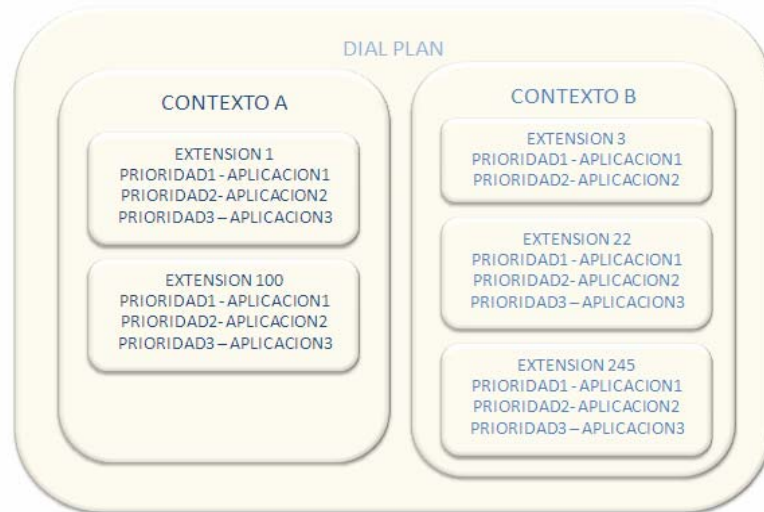 DIAL PLAN
CONTEXTO A
EXTENSION 1
PRIORIDAD1 - APLICACION1
PRIORIDAD2- APLICACION2
PRIORIDAD3 – APLICACION3
EXTENSION 100
PRIORIDAD1 - APLICACION1
PRIORIDAD2- APLICACION2
PRIORIDAD3 – APLICACION3
CONTEXTO B
EXTENSION 3
PRIORIDAD1 - APLICACION1
PRIORIDAD2- APLICACION2
EXTENSION 22
PRIORIDAD1 - APLICACION1
PRIORIDAD2- APLICACION2
PRIORIDAD3 – APLICACION3
EXTENSION 245
PRIORIDAD1 - APLICACION1
PRIORIDAD2- APLICACION2
PRIORIDAD3 – APLICACION3